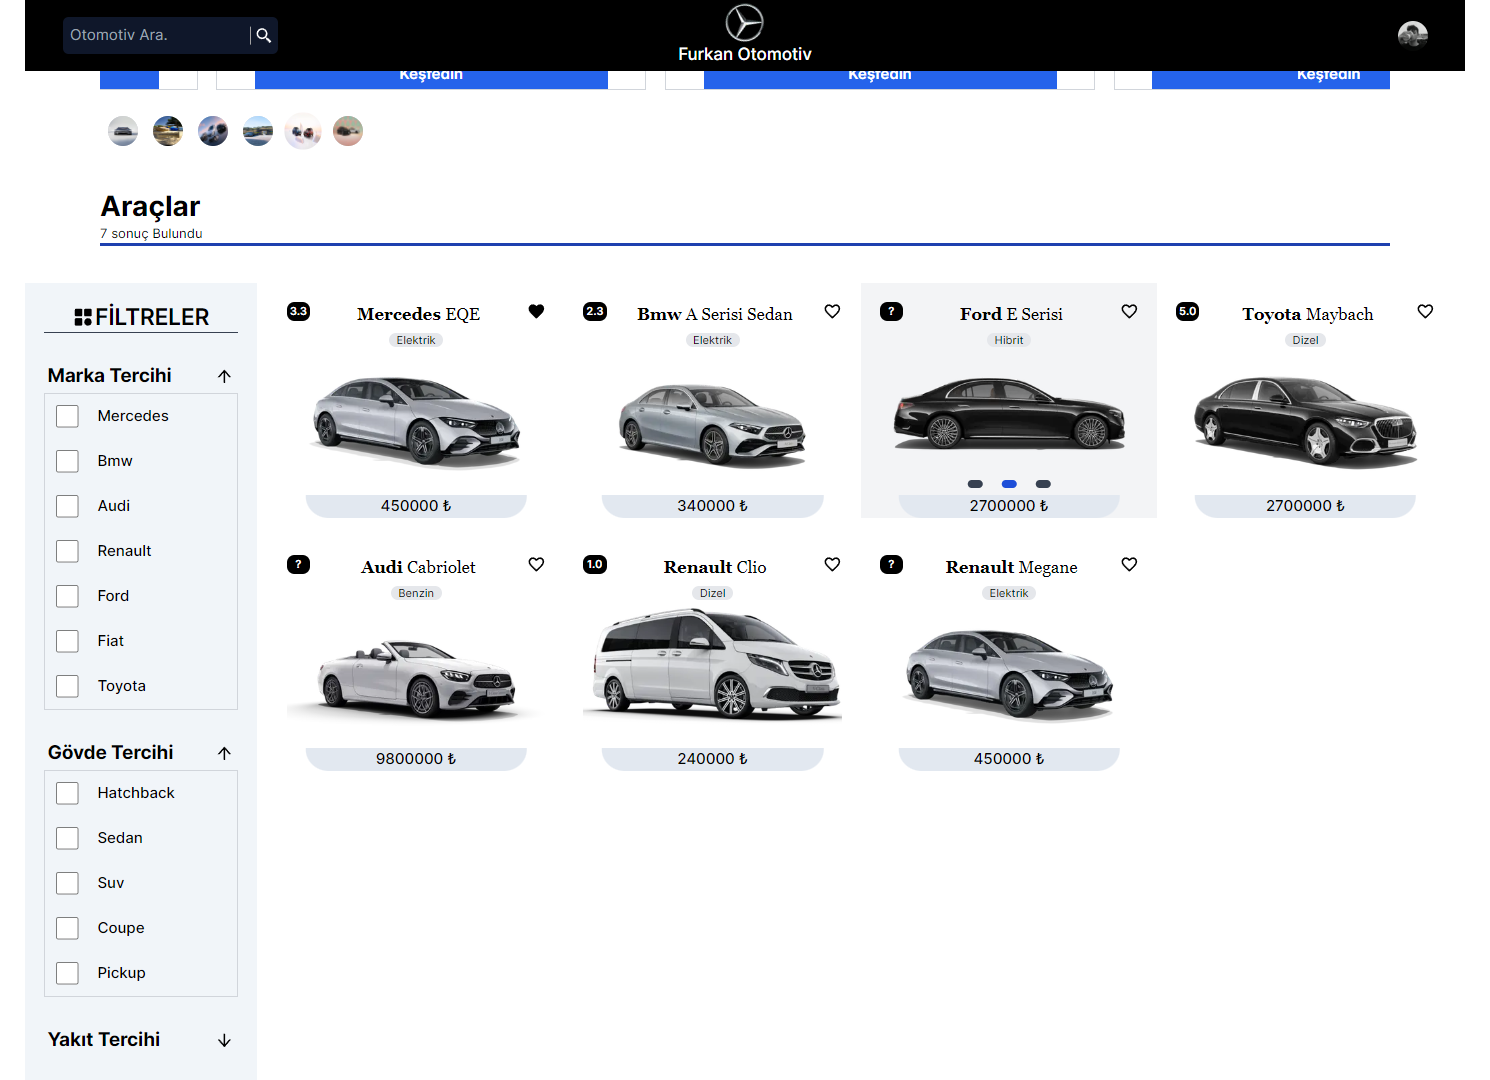 Otomotiv Ara.
Furkan Otomotiv
Keşfedin Keşfedin Keşfedin
Araçlar
7 sonuç Bulundu
FİLTRELER
Marka Tercihi
Mercedes
Bmw
Audi
Renault
Ford
Fiat
Toyota
Gövde Tercihi
Hatchback
Sedan
Suv
Coupe
Pickup
Yakıt Tercihi
3.3 Mercedes EQE
Elektrik
450000 ₺
2.3 Bmw A Serisi Sedan
Elektrik
340000 ₺
? Ford E Serisi
Hibrit
2700000 ₺
5.0 Toyota Maybach
Dizel
2700000 ₺
? Audi Cabriolet
Benzin
9800000 ₺
1.0 Renault Clio
Dizel
240000 ₺
? Renault Megane
Elektrik
450000 ₺